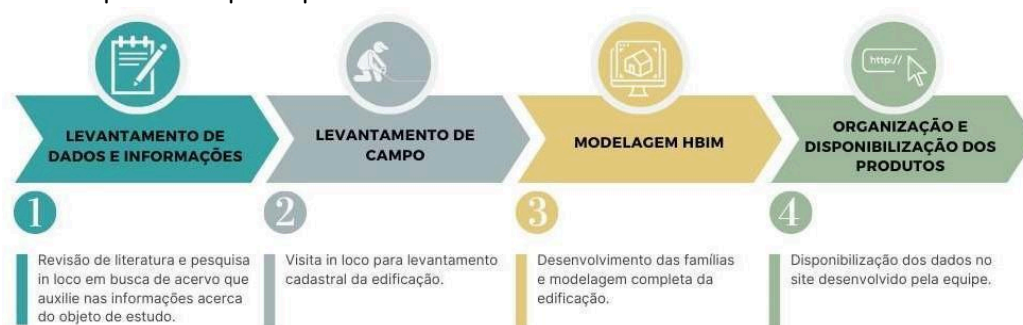 LEVANTAMENTO DE
DADOS E INFORMAÇÕES
1
Revisão de literatura e pesquisa
in loco em busca de acervo que
auxilie nas informações acerca
do objeto de estudo.
LEVANTAMENTO DE
CAMPO
2
Visita in loco para levantamento
cadastral da edificação.
MODELAGEM HBIM
3
Desenvolvimento das famílias
e modelagem completa da
edificação.
http://
ORGANIZAÇÃO E
DISPONIBILIZAÇÃO DOS
PRODUTOS
4
Disponibilização dos dados no
site desenvolvido pela equipe.